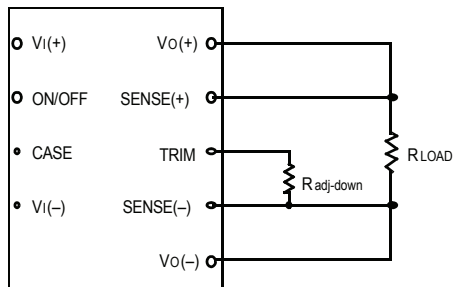 VI(+) VO(+)
ON/OFF SENSE(+)
CASE TRIM
RLOAD
Radj-down
VI(–) SENSE(–)
VO(–)